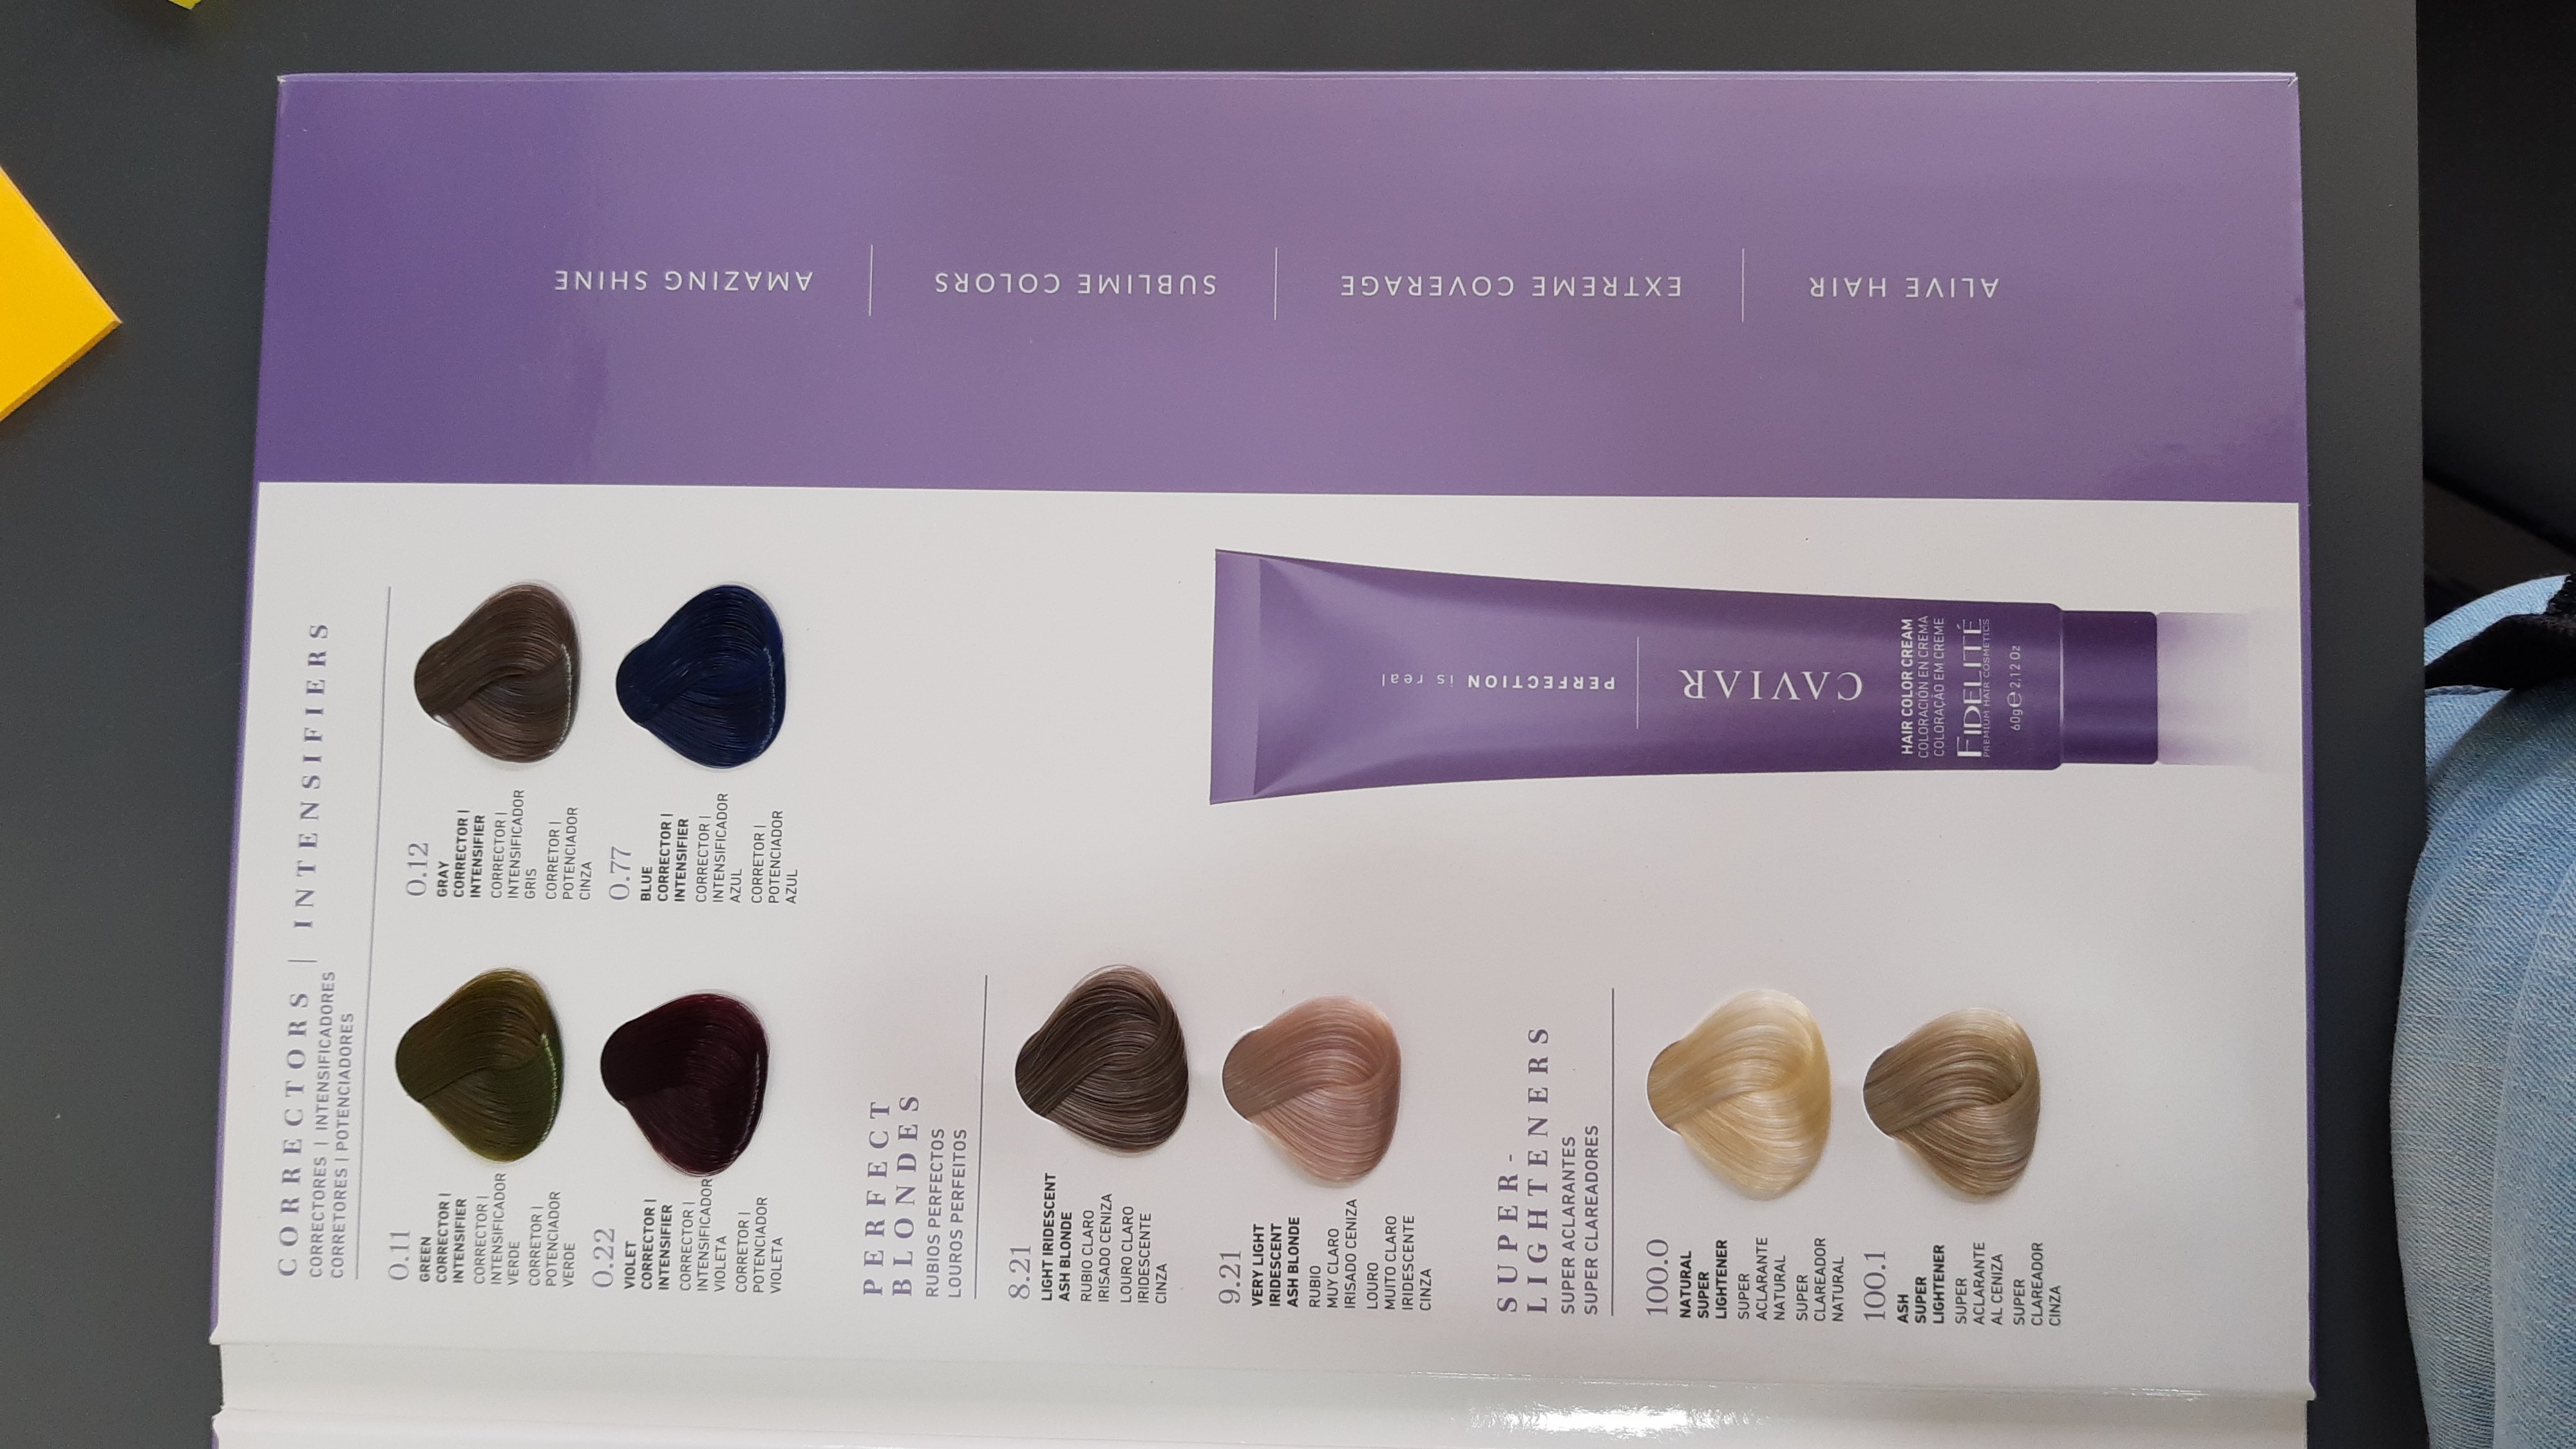 CORRECTORS | INTENSIFIERS
CORRECTORES | INTENSIFICADORES
CORRETORES | POTENCIADORES
0.11
GREEN
CORRECTOR |
INTENSIFIER
CORRECTOR |
INTENSIFICADOR
VERDE
CORRETOR |
POTENCIADOR
VERDE
0.12
GRAY
CORRECTOR |
INTENSIFIER
CORRECTOR |
INTENSIFICADOR
GRIS
CORRETOR |
POTENCIADOR
CINZA
0.22
VIOLET
CORRECTOR |
INTENSIFIER
CORRECTOR |
INTENSIFICADOR
VIOLETA
CORRETOR |
POTENCIADOR
VIOLETA
0.77
BLUE
CORRECTOR |
INTENSIFIER
CORRECTOR |
INTENSIFICADOR
AZUL
CORRETOR |
POTENCIADOR
AZUL
PERFECT
BLONDES
RUBIOS PERFECTOS
LOUROS PERFEITOS
8.21
LIGHT IRIDESCENT
ASH BLONDE
RUBIO CLARO
IRISADO CENIZA
LOURO CLARO
IRIDESCENTE
CINZA
9.21
VERY LIGHT
IRIDESCENT
ASH BLONDE
RUBIO
MUY CLARO
IRISADO CENIZA
LOURO
MUITO CLARO
IRIDESCENTE
CINZA
SUPER-
LIGHTENERS
SUPER ACLARANTES
SUPER CLAREADORES
100.0
NATURAL
SUPER
LIGHTENER
SUPER
ACLARANTE
NATURAL
SUPER
CLAREADOR
NATURAL
100.1
ASH
SUPER
LIGHTENER
SUPER
ACLARANTE
AL CENIZA
SUPER
CLAREADOR
CINZA
CAVIAR | PERFECTION is real
HAIR COLOR CREAM
COLORACIÓN EN CREMA
COLORAÇÃO EM CREME
FIDELITÉ
PREMIUM HAIR COSMETICS
60g℮ 2,12 Oz
ALIVE HAIR | EXTREME COVERAGE | SUBLIME COLORS | AMAZING SHINE